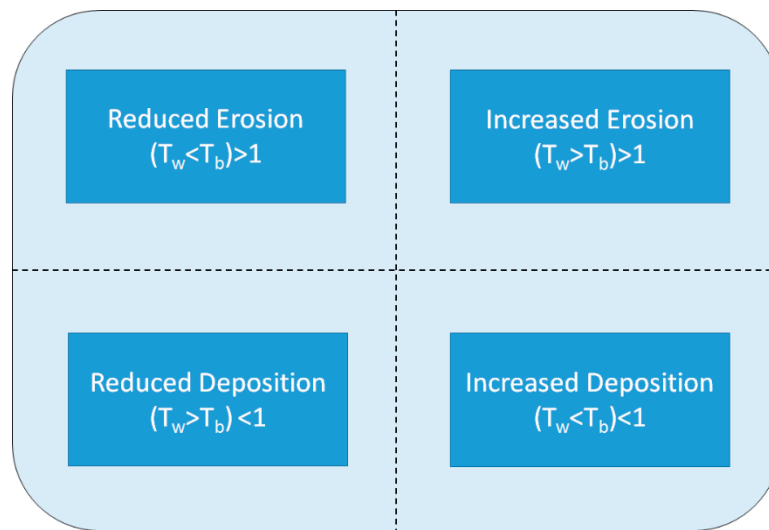 Reduced Erosion
(Tw<Tb)>1
Increased Erosion
(Tw>Tb)>1
Reduced Deposition
(Tw>Tb) <1
Increased Deposition
(Tw<Tb)<1